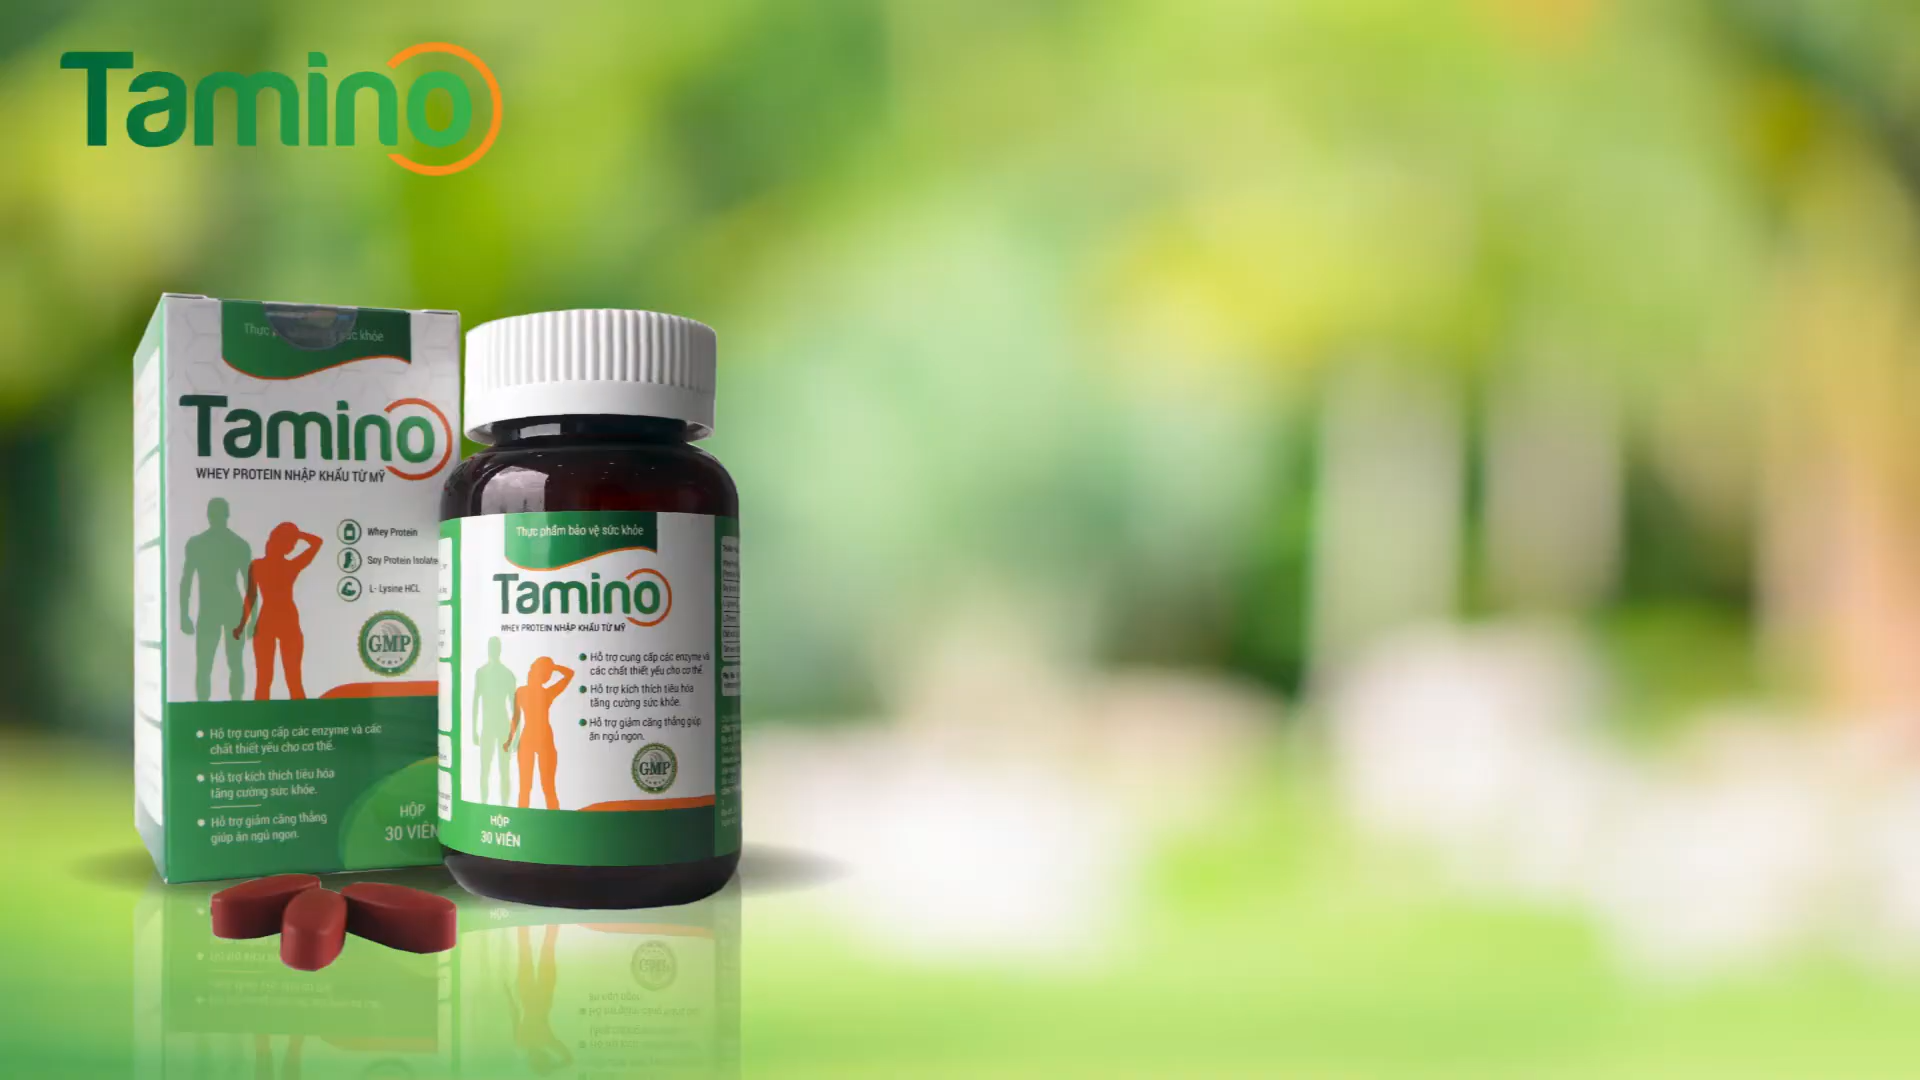 Tamino
Thực khỏe
Tamino
WHEY PROTEIN NHẬP KHẨU TỪ MỸ
Whey Protein
Soy Protein Isolate
L- Lysine HCL
GMP
Hỗ trợ cung cấp các enzyme và các
chất thiết yếu cho cơ thể.
Hỗ trợ kích thích tiêu hóa
tăng cường sức khỏe.
Hỗ trợ giảm căng thẳng
giúp ăn ngủ ngon.
HỘP
30 VIÊN
Thực phẩm bảo vệ sức khỏe
Tamino
WHEY PROTEIN NHẬP KHẨU TỪ MỸ
Hỗ trợ cung cấp các enzyme và
các chất thiết yếu cho cơ thể.
Hỗ trợ kích thích tiêu hóa
tăng cường sức khỏe.
Hỗ trợ giảm căng thẳng giúp
ăn ngủ ngon.
GMP
HỘP
30 VIÊN